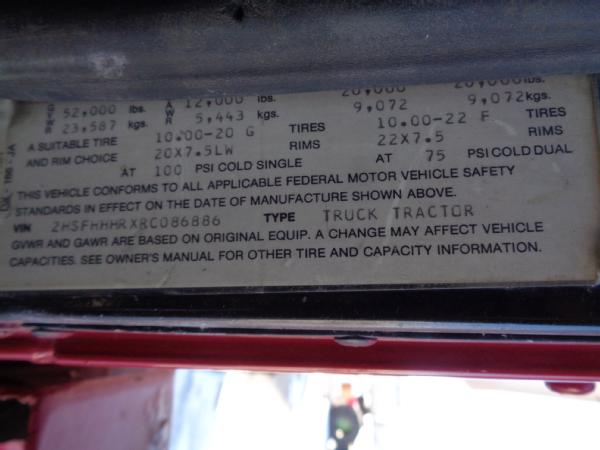 GVWR 52,000 lbs. GAWR 12,000 lbs. 20,000 20,000 lbs.
23,587 kgs. 5,443 kgs. 9,072 9,072 kgs.
A SUITABLE TIRE 10.00-20 G TIRES 10.00-22 F TIRES
AND RIM CHOICE 20X7.5LW RIMS 22X7.5 RIMS
AT 100 PSI COLD SINGLE AT 75 PSI COLD DUAL
THIS VEHICLE CONFORMS TO ALL APPLICABLE FEDERAL MOTOR VEHICLE SAFETY
STANDARDS IN EFFECT ON THE DATE OF MANUFACTURE SHOWN ABOVE.
VIN 2HSFHHHRXRC086886 TYPE TRUCK TRACTOR
GVWR AND GAWR ARE BASED ON ORIGINAL EQUIP. A CHANGE MAY AFFECT VEHICLE
CAPACITIES. SEE OWNER'S MANUAL FOR OTHER TIRE AND CAPACITY INFORMATION.